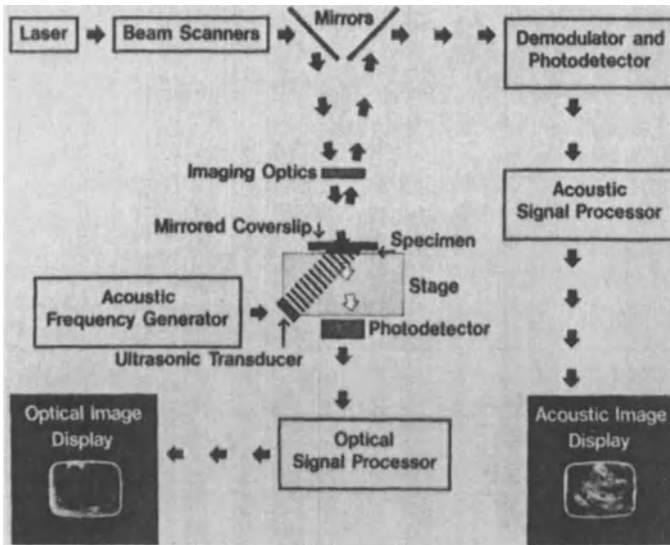 Mirrors
Laser
Beam Scanners
Demodulator and
Photodetector
Imaging Optics
Mirrored Coverslip
Specimen
Acoustic
Signal Processor
Stage
Acoustic
Frequency Generator
Photodetector
Ultrasonic Transducer
Optical Image
Display
Optical
Signal Processor
Acoustic Image
Display